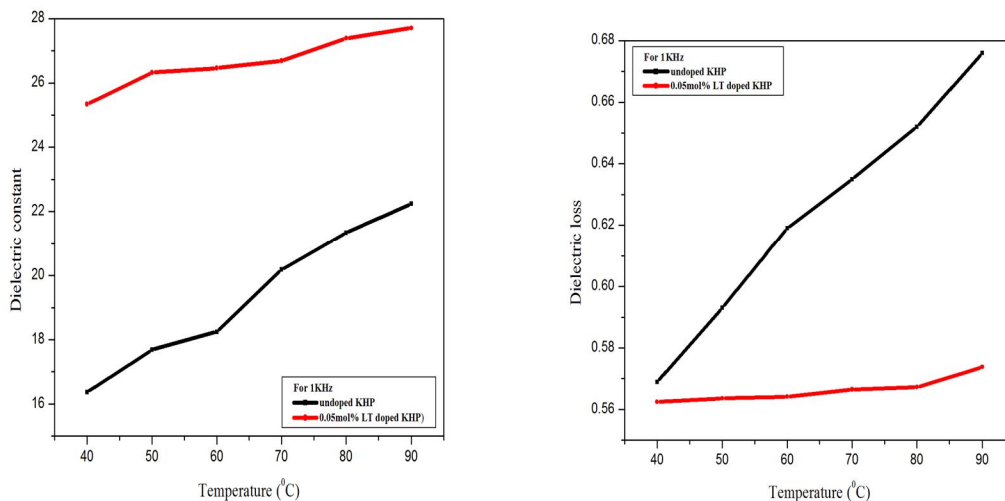 28
26
24
22
20
18
16
Dielectric constant
For 1KHz
undoped KHP
0.05mol% LT doped KHP)
40 50 60 70 80 90
Temperature (⁰C)
0.68
0.66
0.64
0.62
0.60
0.58
0.56
Dielectric loss
For 1KHz
undoped KHP
0.05mol% LT doped KHP
40 50 60 70 80 90
Temperature (⁰C)